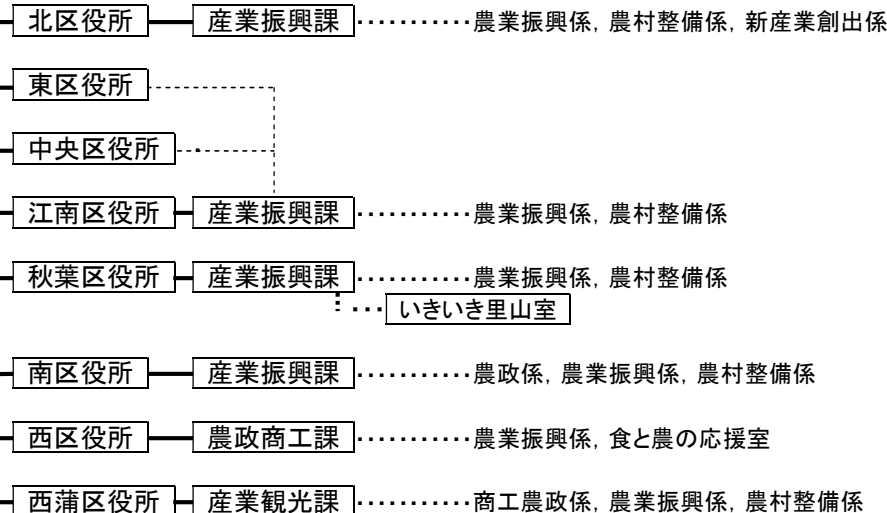 北区役所 産業振興課 ‥‥‥‥‥農業振興係, 農村整備係, 新産業創出係
東区役所
中央区役所
江南区役所 産業振興課 ‥‥‥‥‥農業振興係, 農村整備係
秋葉区役所 産業振興課 ‥‥‥‥‥農業振興係, 農村整備係
いきいき里山室
南区役所 産業振興課 ‥‥‥‥‥農政係, 農業振興係, 農村整備係
西区役所 農政商工課 ‥‥‥‥‥農業振興係, 食と農の応援室
西蒲区役所 産業観光課 ‥‥‥‥‥商工農政係, 農業振興係, 農村整備係